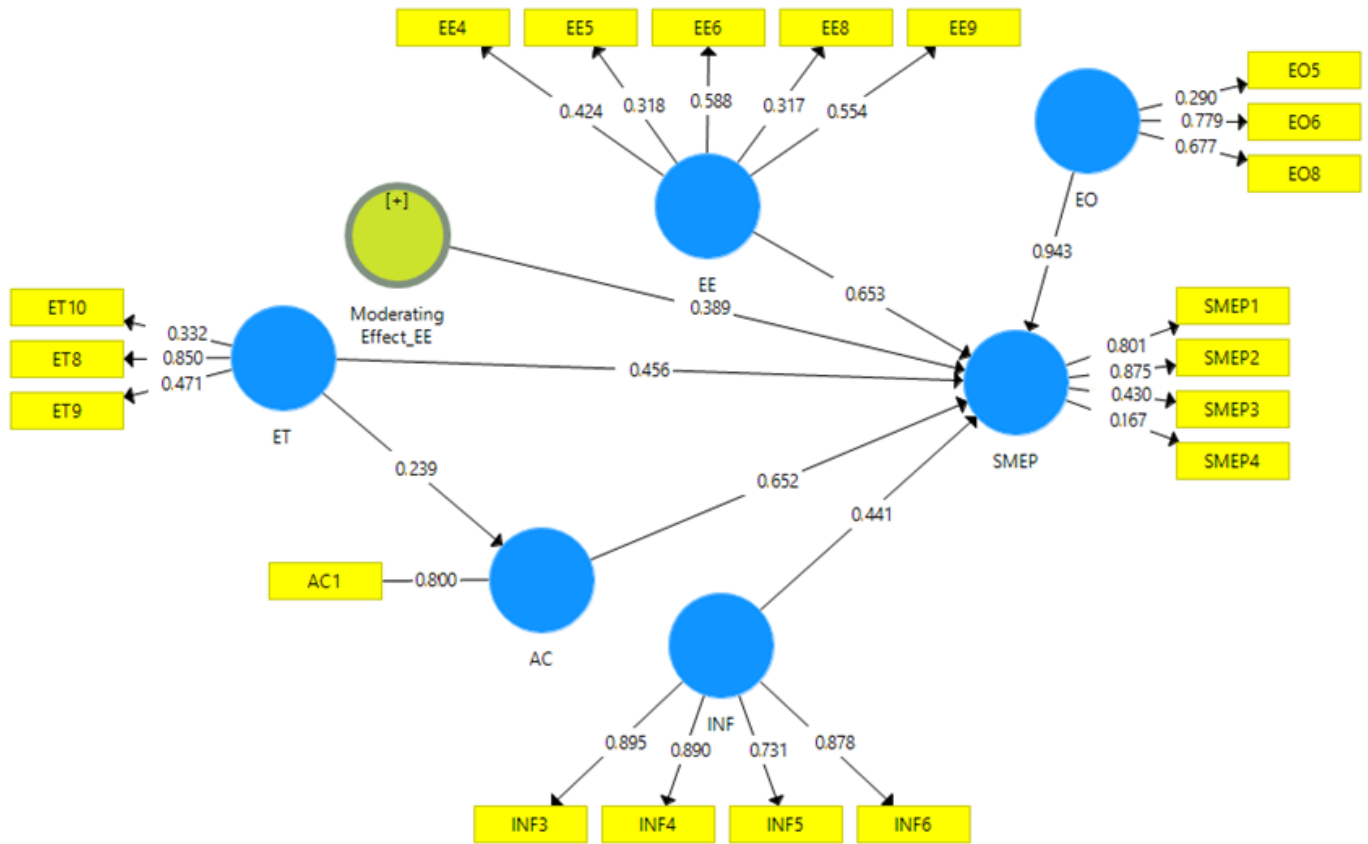 EE4 EE5 EE6 EE8 EE9
0.424 0.318 0.588 0.317 0.554
EE
EO5
EO6
EO8
0.290
0.779
0.677
EO
0.943
[+]
Moderating
Effect_EE
0.389
0.653
ET10
ET8
ET9
0.332
0.850
0.471
ET
0.456
SMEP1
SMEP2
SMEP3
SMEP4
0.801
0.875
0.430
0.167
SMEP
0.239
0.652
0.441
AC1
0.800
AC
INF
0.895 0.890 0.731 0.878
INF3 INF4 INF5 INF6